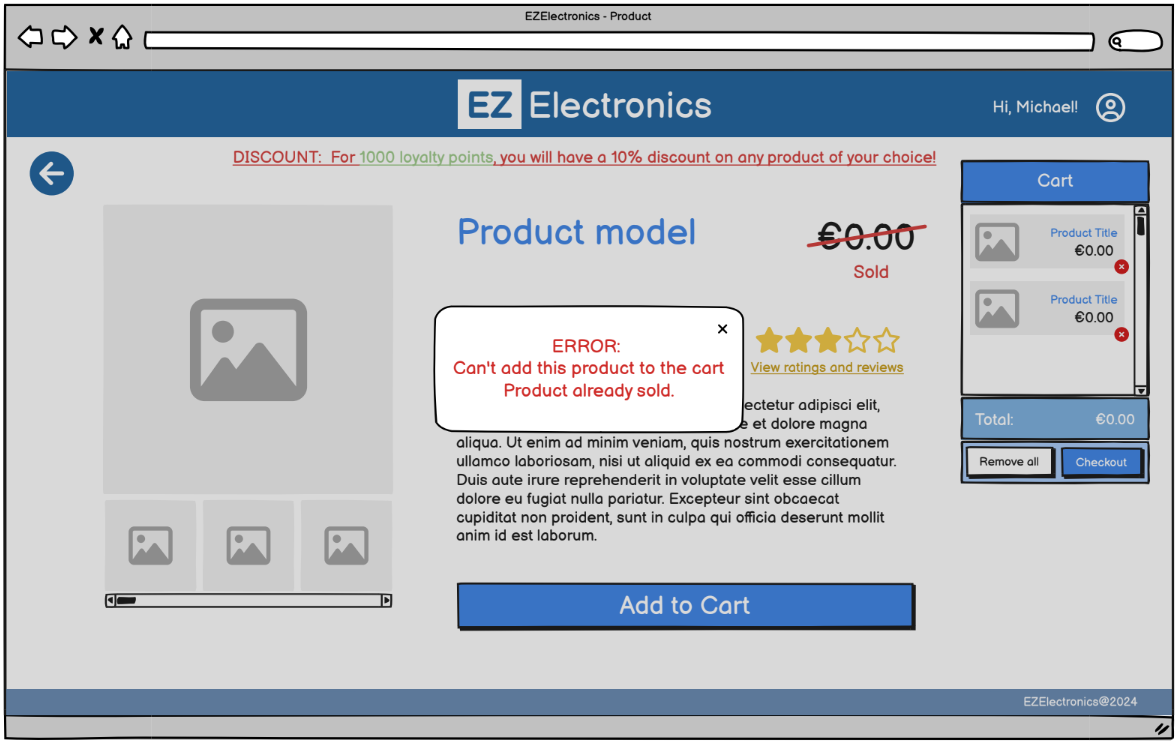 EZElectronics - Product
EZ Electronics
Hi, Michael!
DISCOUNT: For 1000 loyalty points, you will have a 10% discount on any product of your choice!
Product model
€0.00
Sold
ERROR:
Can't add this product to the cart
Product already sold.
View ratings and reviews
ectetur adipisci elit,
e et dolore magna
aliqua. Ut enim ad minim veniam, quis nostrum exercitationem
ullamco laboriosam, nisi ut aliquid ex ea commodi consequatur.
Duis aute irure reprehenderit in voluptate velit esse cillum
dolore eu fugiat nulla pariatur. Excepteur sint obcaecat
cupiditat non proident, sunt in culpa qui officia deserunt mollit
anim id est laborum.
Add to Cart
Cart
Product Title
€0.00
Product Title
€0.00
Total: €0.00
Remove all Checkout
EZElectronics@2024